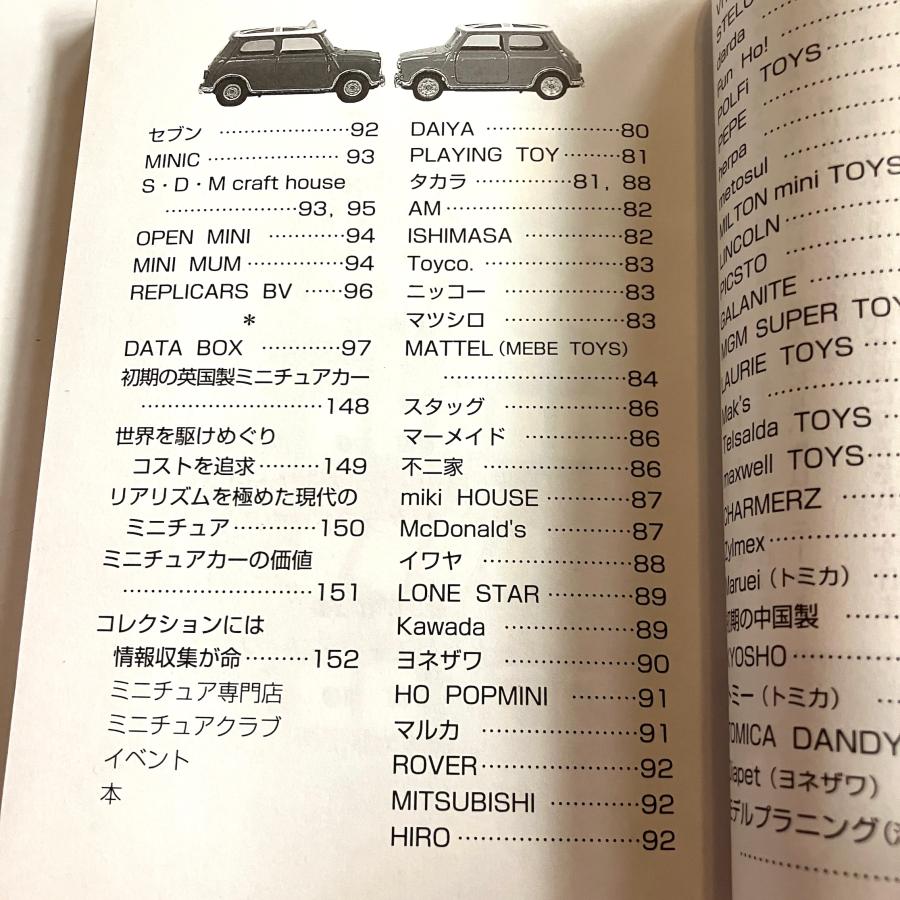 セブン ………………92
MINIC ………………… 93
S・D・M craft house
…………………93, 95
OPEN MINI …………94
MINI MUM……………94
REPLICARS BV ……96
*
DATA BOX …………97
初期の英国製ミニチュアカー
………………………148
世界を駆けめぐり
コストを追求………149
リアリズムを極めた現代の
ミニチュア…………150
ミニチュアカーの価値
………………………151
コレクションには
情報収集が命………152
ミニチュア専門店
ミニチュアクラブ
イベント
本
DAIYA …………………80
PLAYING TOY………81
タカラ ……………81, 88
AM………………………82
ISHIMASA ……………82
Toyco. …………………83
ニッコー ………………83
マツシロ ………………83
MATTEL (MEBE TOYS)
………………………84
スタッグ ………………86
マーメイド ……………86
不二家 …………………86
miki HOUSE…………87
McDonald's ……………87
イワヤ …………………88
LONE STAR …………89
Kawada ………………89
ヨネザワ ………………90
HO POPMINI …………91
マルカ …………………91
ROVER…………………92
MITSUBISHI …………92
HIRO……………………92
darda
Fun Ho!
POLFi TOYS
PEPE
herpa
metosul
MILTON mini TOYS
LINCOLN
PICSTO
GALANITE
MGM SUPER TOY
LAURIE TOYS
Mak's
Telsalda TOYS
maxwell TOYS
CHARMERZ
Zylmex
Maruei（トミカ）
初期の中国製
KYOSHO
トミー（トミカ）
TOMICA DANDY
Diapet（ヨネザワ）
モデルプラニング